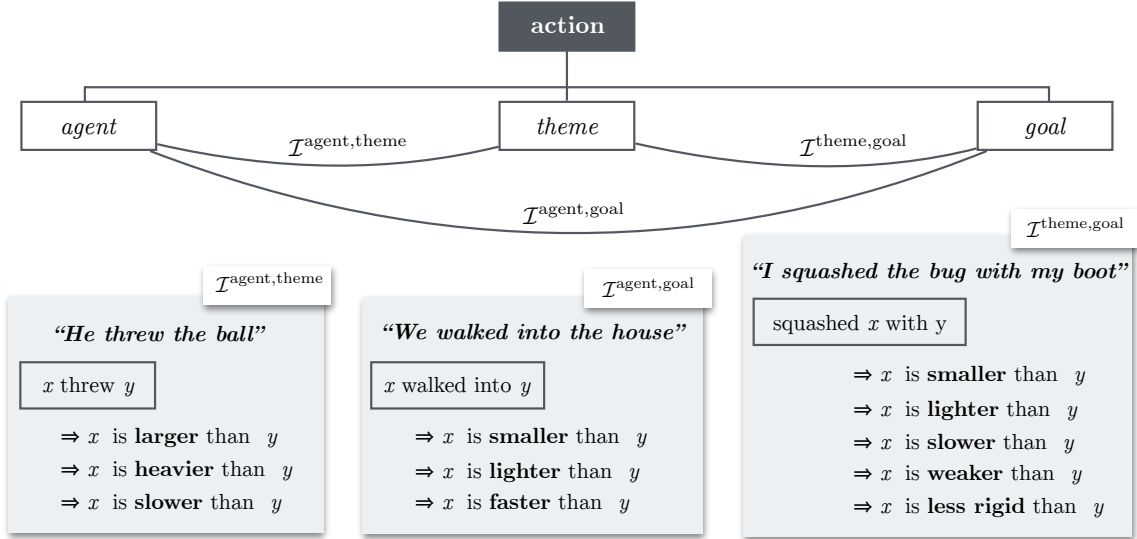 action
agent
theme
goal
ℐ^agent,theme
ℐ^theme,goal
ℐ^agent,goal
ℐ^agent,theme
“He threw the ball”
x threw y
⇒ x is larger than y
⇒ x is heavier than y
⇒ x is slower than y
ℐ^agent,goal
“We walked into the house”
x walked into y
⇒ x is smaller than y
⇒ x is lighter than y
⇒ x is faster than y
ℐ^theme,goal
“I squashed the bug with my boot”
squashed x with y
⇒ x is smaller than y
⇒ x is lighter than y
⇒ x is slower than y
⇒ x is weaker than y
⇒ x is less rigid than y